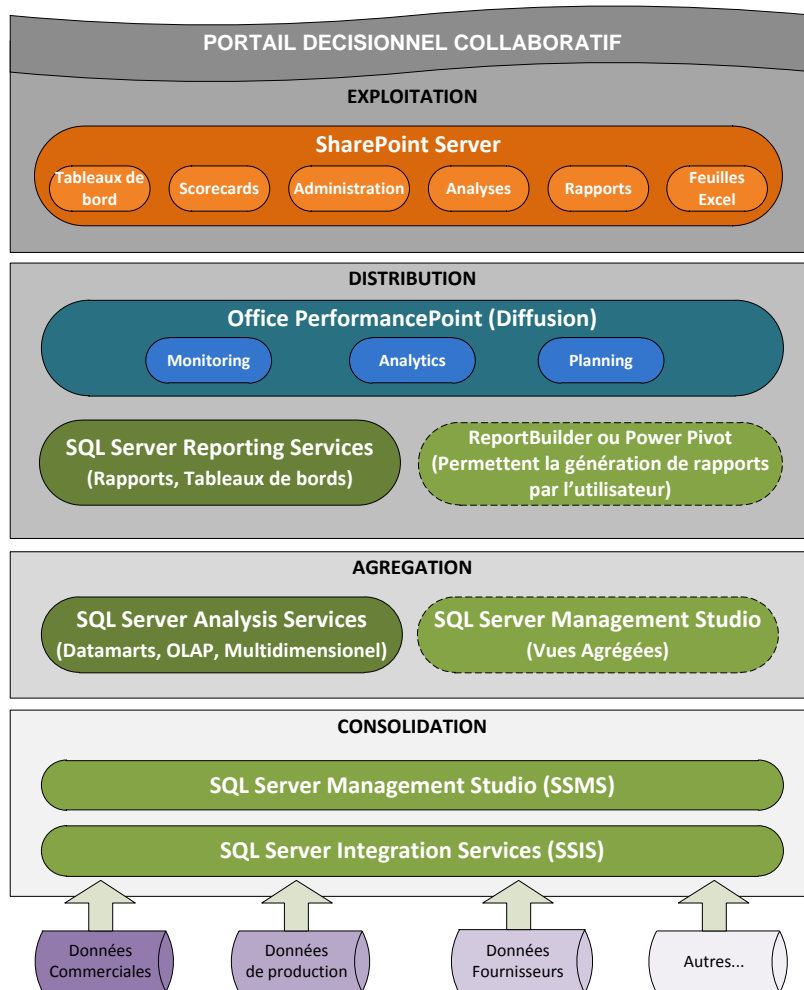 PORTAIL DECISIONNEL COLLABORATIF
EXPLOITATION
SharePoint Server
Tableaux de
bord
Scorecards
Administration
Analyses
Rapports
Feuilles
Excel
DISTRIBUTION
Office PerformancePoint (Diffusion)
Monitoring
Analytics
Planning
SQL Server Reporting Services
(Rapports, Tableaux de bords)
ReportBuilder ou Power Pivot
(Permettent la génération de rapports
par l’utilisateur)
AGREGATION
SQL Server Analysis Services
(Datamarts, OLAP, Multidimensionel)
SQL Server Management Studio
(Vues Agrégées)
CONSOLIDATION
SQL Server Management Studio (SSMS)
SQL Server Integration Services (SSIS)
Données
Commerciales
Données
de production
Données
Fournisseurs
Autres...